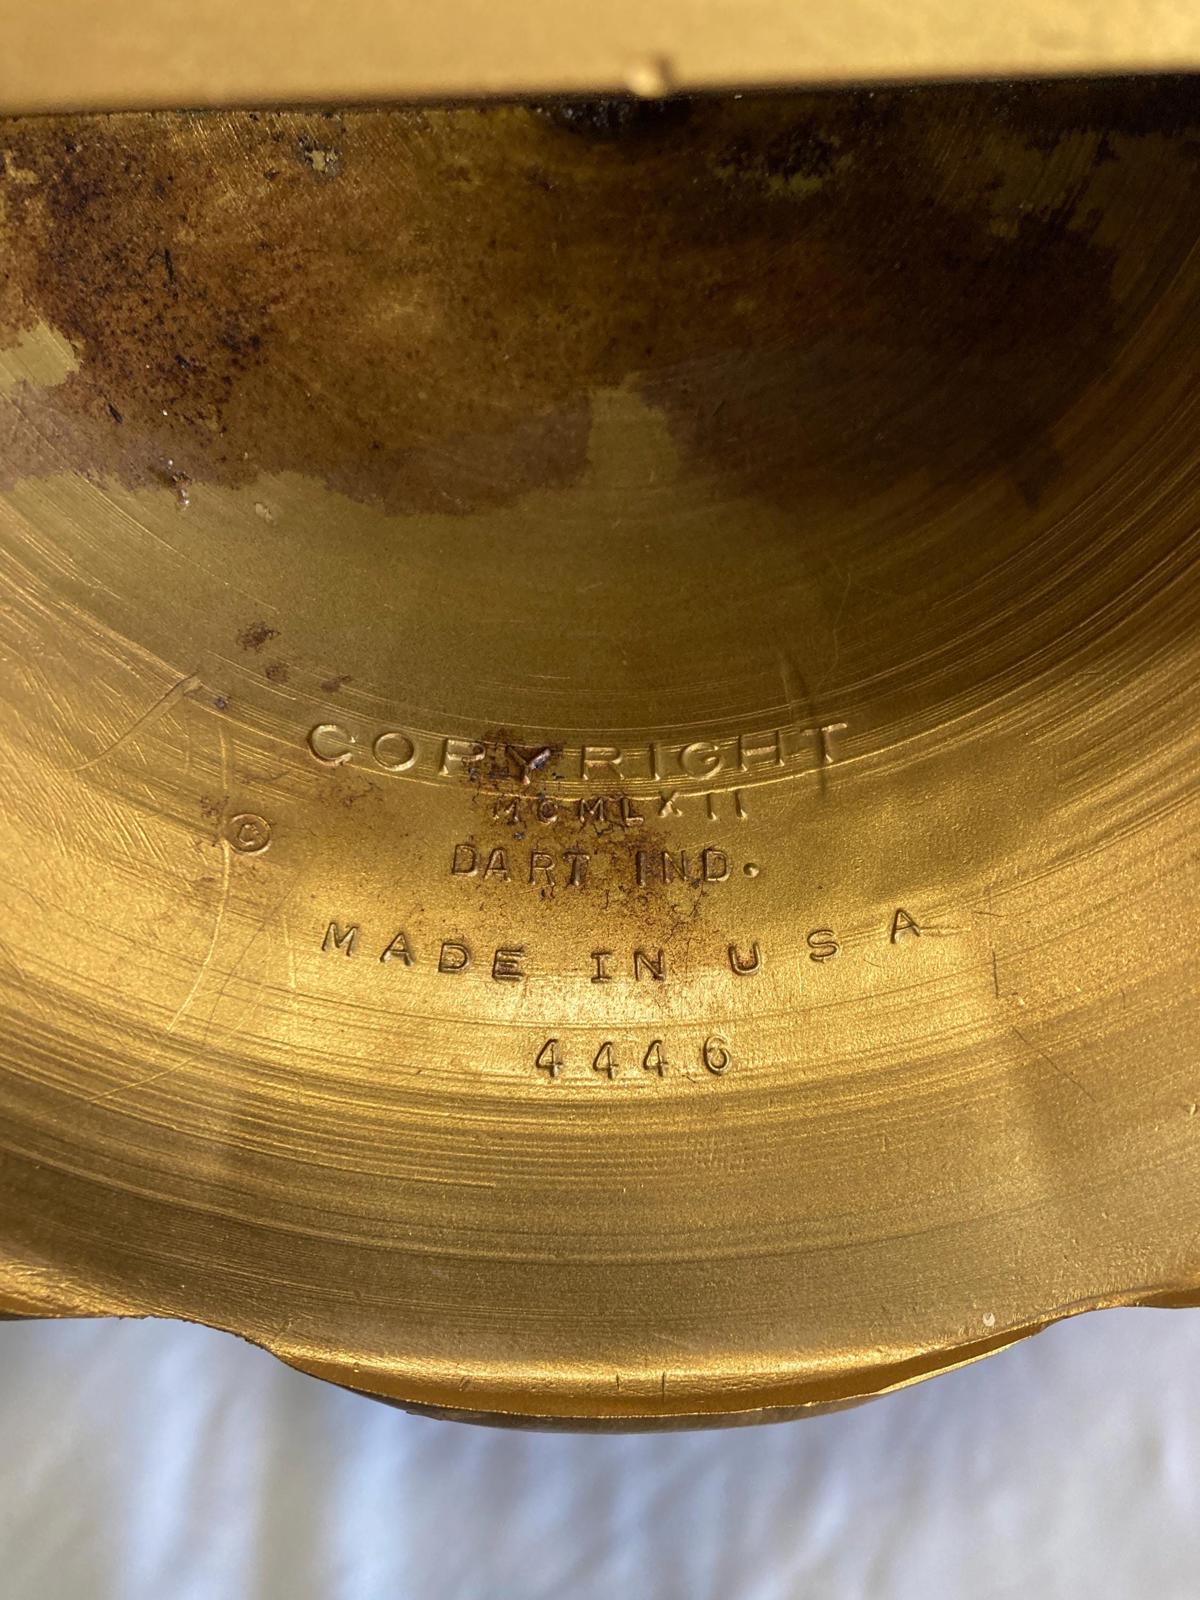 COPYRIGHT
MCMLXII
©
DART IND.
MADE IN USA
4446